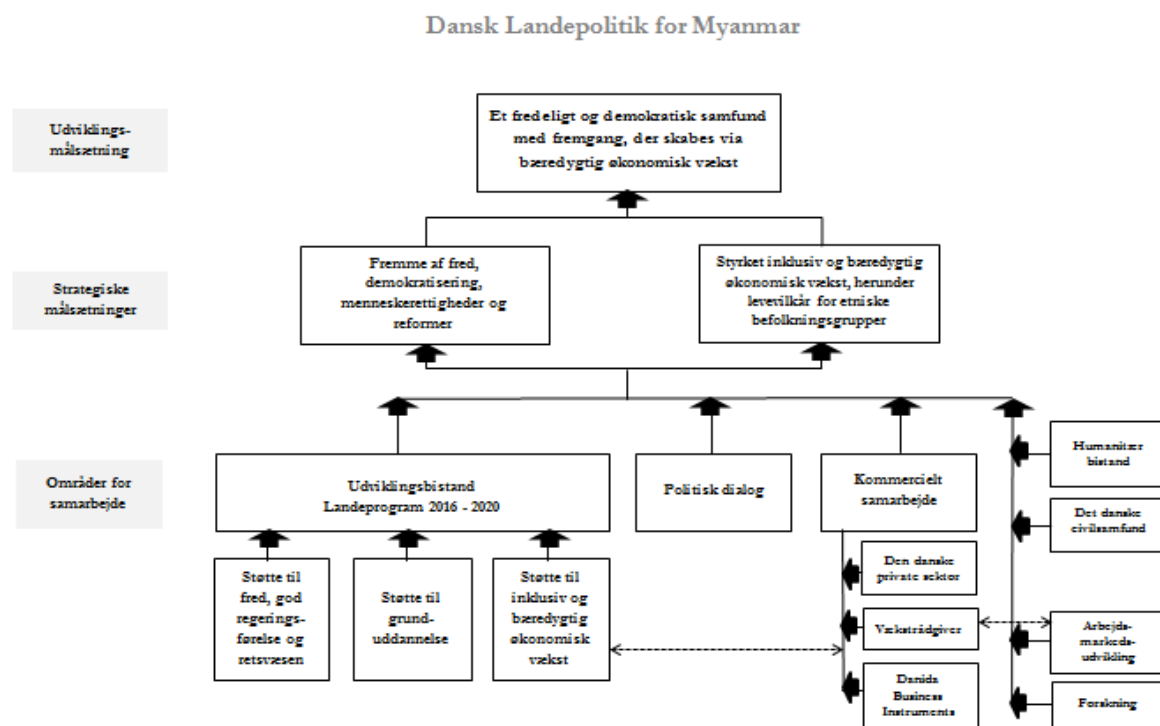 Dansk Landepolitik for Myanmar
Udviklings-
målsætning
Et fredeligt og demokratisk samfund
med fremgang, der skabes via
bæredygtig økonomisk vækst
Strategiske
målsætninger
Fremme af fred,
demokratisering,
menneskerettigheder og
reformer
Styrket inklusiv og bæredygtig
økonomisk vækst, herunder
levevilkår for etniske
befolkningsgrupper
Områder for
samarbejde
Udviklingsbistand
Landeprogram 2016 - 2020
Politisk dialog
Kommercielt
samarbejde
Humanitær
bistand
Det danske
civilsamfund
Støtte til
fred, god
regerings-
førelse og
retsvæsen
Støtte til
grund-
uddannelse
Støtte til
inklusiv og
bæredygtig
økonomisk
vækst
Den danske
private sektor
Vækstrådgiver
Danida
Business
Instruments
Arbejds-
markeds-
udvikling
Forskning